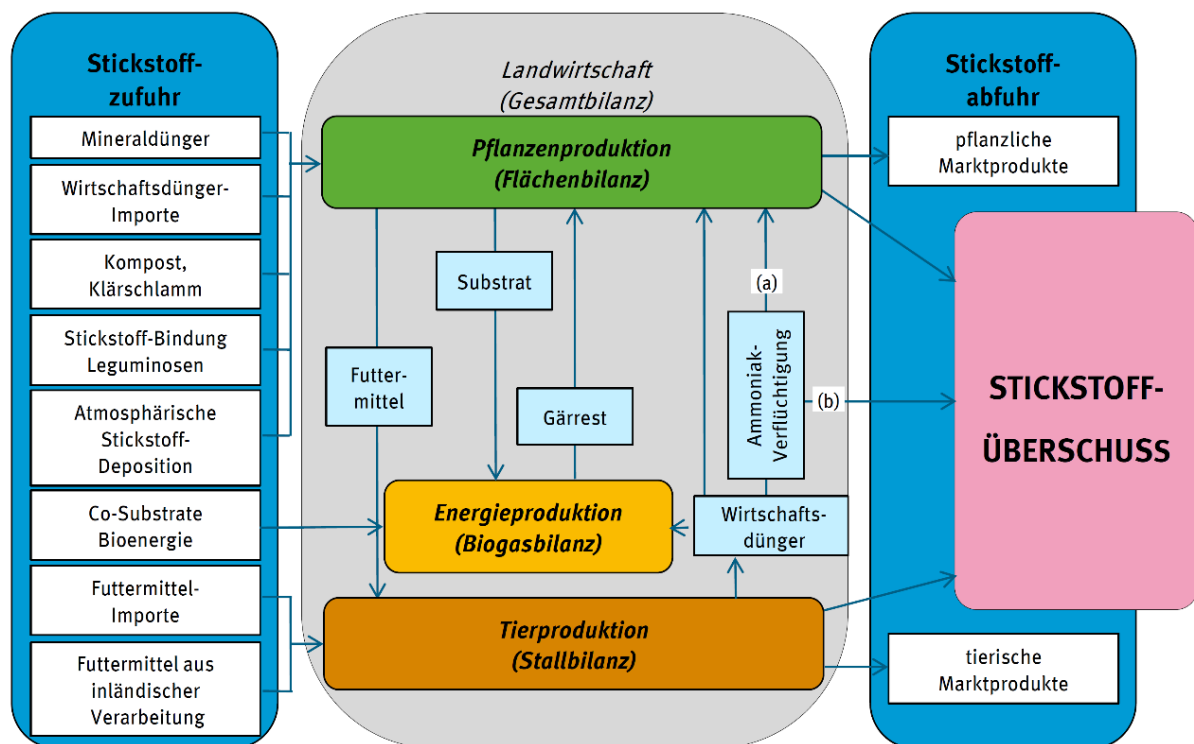 Stickstoff-
zufuhr
Mineraldünger
Wirtschaftsdünger-
Importe
Kompost,
Klärschlamm
Stickstoff-Bindung
Leguminosen
Atmosphärische
Stickstoff-
Deposition
Co-Substrate
Bioenergie
Futtermittel-
Importe
Futtermittel aus
inländischer
Verarbeitung
Landwirtschaft
(Gesamtbilanz)
Pflanzenproduktion
(Flächenbilanz)
Substrat
(a)
Futter-
mittel
Gärrest
Ammoniak-
Verflüchtigung
(b)
Energieproduktion
(Biogasbilanz)
Wirtschafts-
dünger
Tierproduktion
(Stallbilanz)
Stickstoff-
abfuhr
pflanzliche
Marktprodukte
STICKSTOFF-
ÜBERSCHUSS
tierische
Marktprodukte